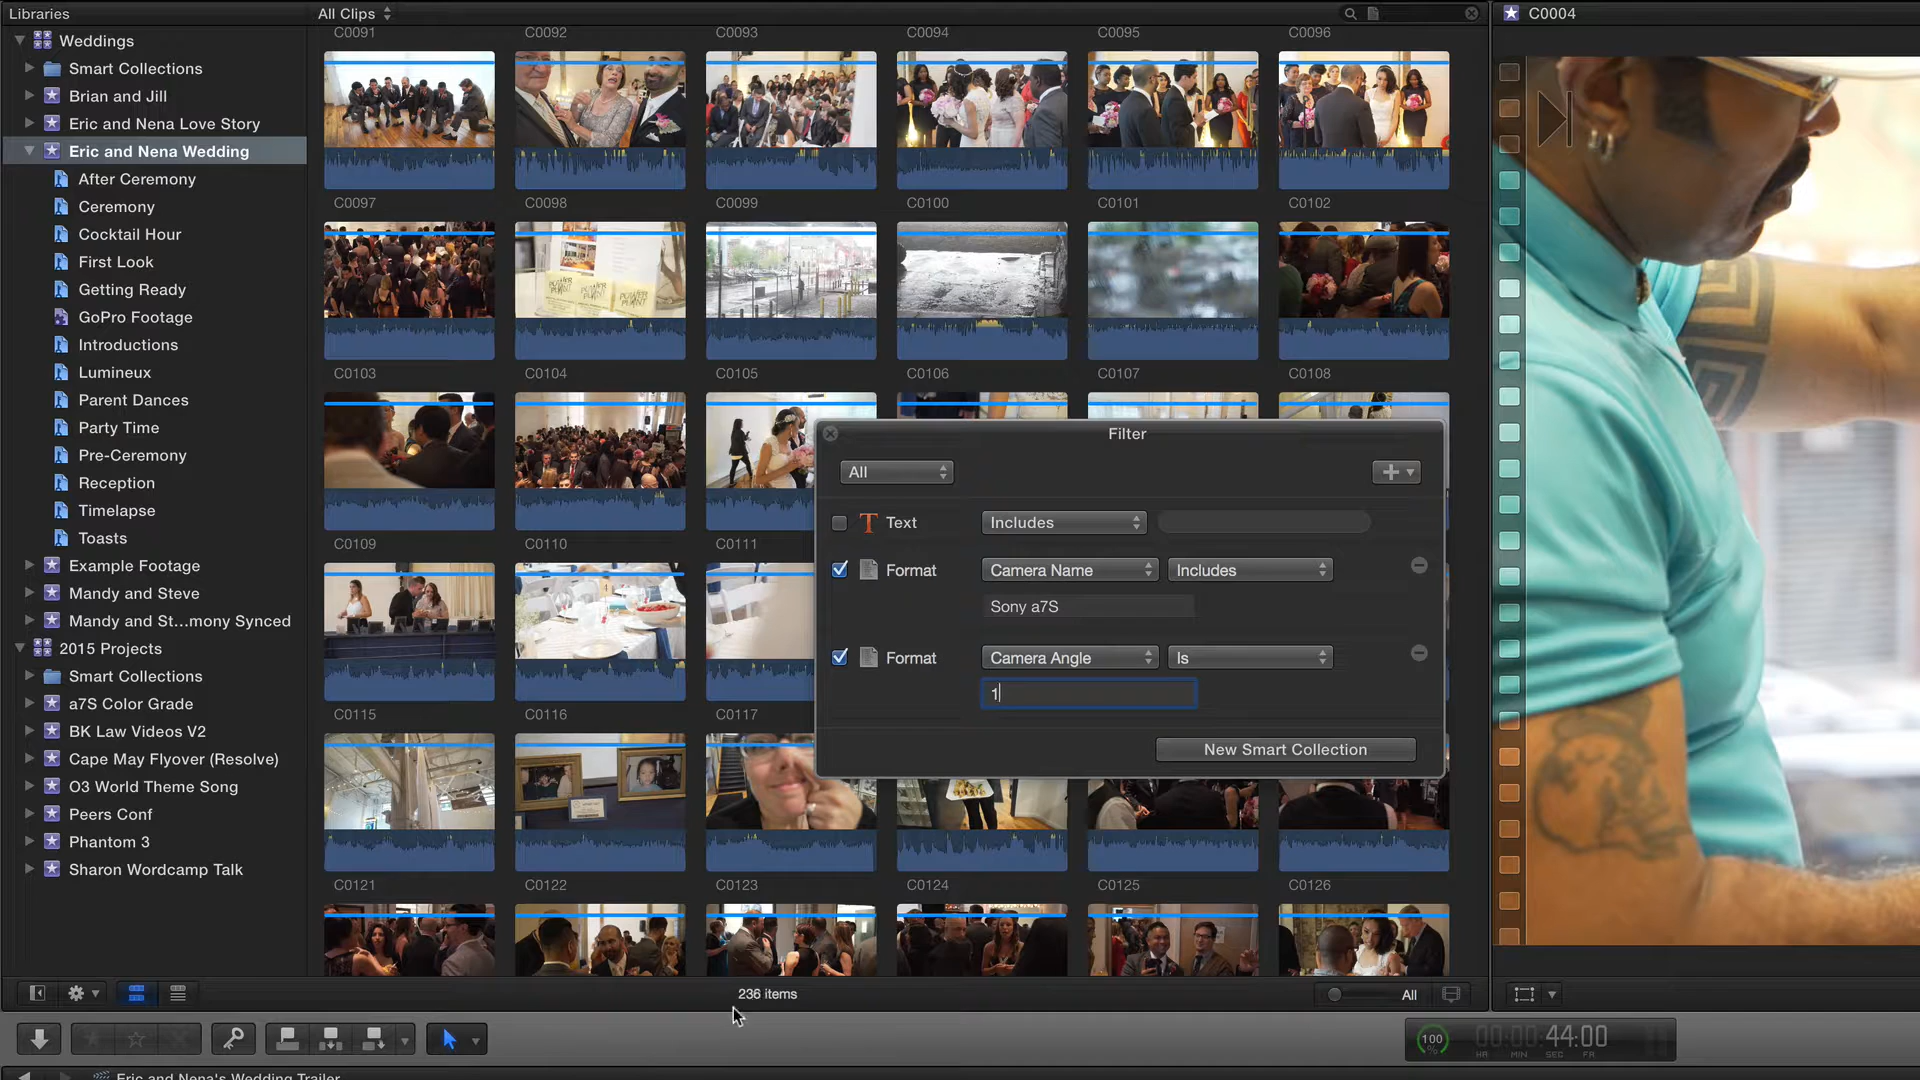 Libraries
Weddings
Smart Collections
Brian and Jill
Eric and Nena Love Story
Eric and Nena Wedding
After Ceremony
Ceremony
Cocktail Hour
First Look
Getting Ready
GoPro Footage
Introductions
Lumineux
Parent Dances
Party Time
Pre-Ceremony
Reception
Timelapse
Toasts
Example Footage
Mandy and Steve
Mandy and St...mony Synced
2015 Projects
Smart Collections
a7S Color Grade
BK Law Videos V2
Cape May Flyover (Resolve)
O3 World Theme Song
Peers Conf
Phantom 3
Sharon Wordcamp Talk
All Clips
C0091 C0092 C0093 C0094 C0095 C0096
C0097 C0098 C0099 C0100 C0101 C0102
POWER PLANT POWER PLANT
C0103 C0104 C0105 C0106 C0107 C0108
C0109 C0110 C0111
C0115 C0116 C0117
C0121 C0122 C0123 C0124 C0125 C0126
Filter
All
T Text Includes
Format Camera Name Includes
Sony a7S
Format Camera Angle Is
1
New Smart Collection
236 items
All
C0004
100
%
00:00:44:00
HR MIN SEC FR
Eric and Nena's Wedding Trailer